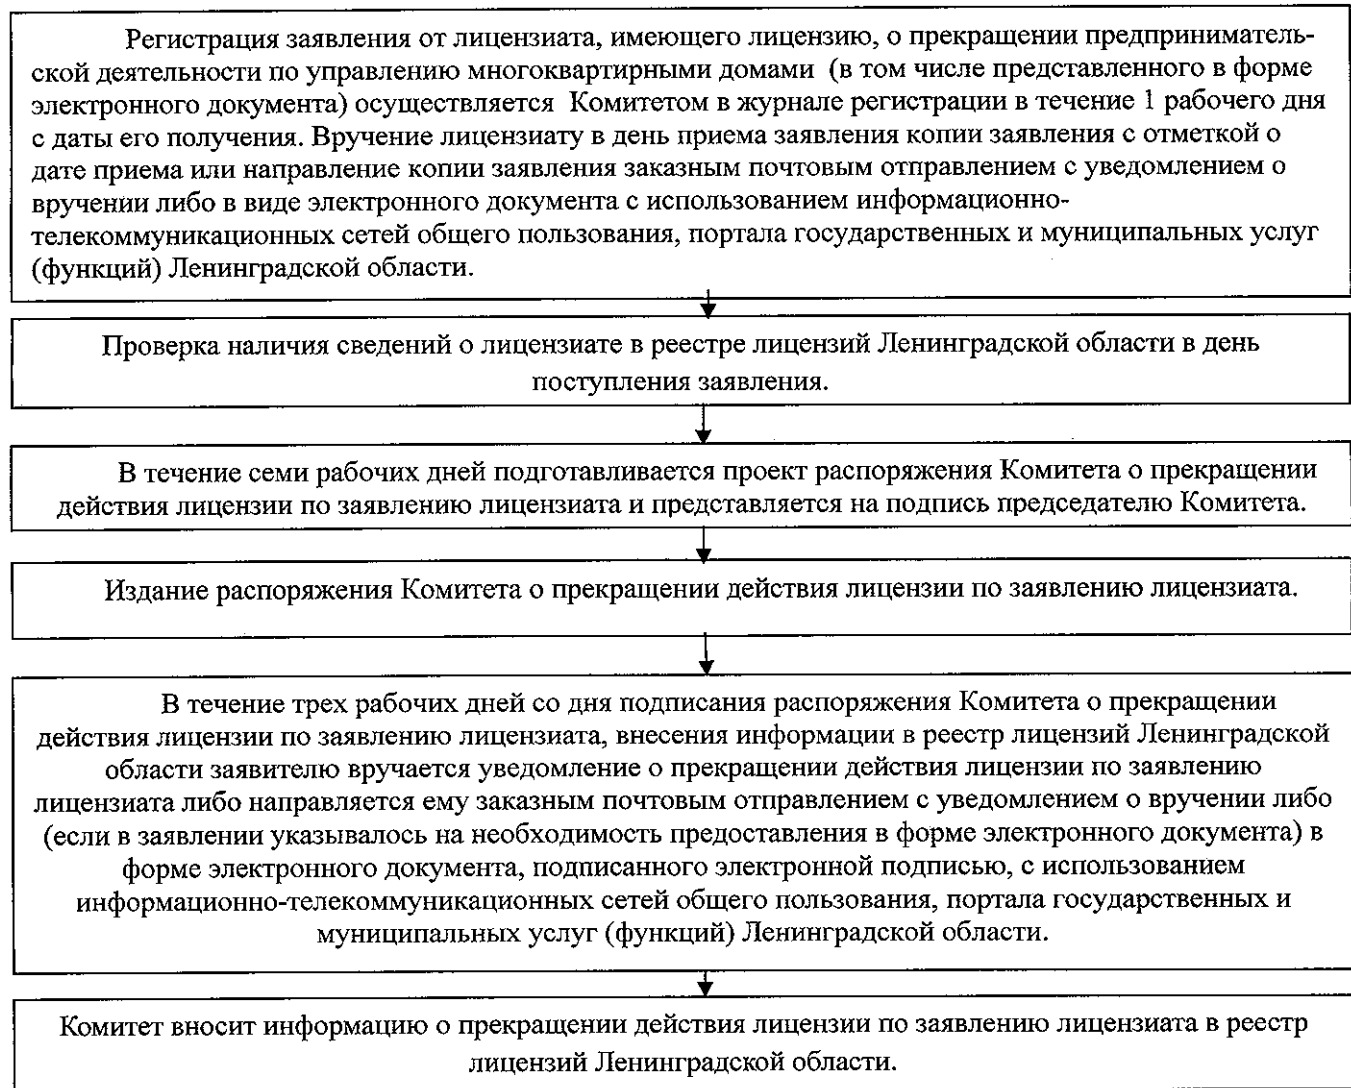 Регистрация заявления от лицензиата, имеющего лицензию, о прекращении предприниматель-
ской деятельности по управлению многоквартирными домами (в том числе представленного в форме
электронного документа) осуществляется Комитетом в журнале регистрации в течение 1 рабочего дня
с даты его получения. Вручение лицензиату в день приема заявления копии заявления с отметкой о
дате приема или направление копии заявления заказным почтовым отправлением с уведомлением о
вручении либо в виде электронного документа с использованием информационно-
телекоммуникационных сетей общего пользования, портала государственных и муниципальных услуг
(функций) Ленинградской области.
Проверка наличия сведений о лицензиате в реестре лицензий Ленинградской области в день
поступления заявления.
В течение семи рабочих дней подготавливается проект распоряжения Комитета о прекращении
действия лицензии по заявлению лицензиата и представляется на подпись председателю Комитета.
Издание распоряжения Комитета о прекращении действия лицензии по заявлению лицензиата.
В течение трех рабочих дней со дня подписания распоряжения Комитета о прекращении
действия лицензии по заявлению лицензиата, внесения информации в реестр лицензий Ленинградской
области заявителю вручается уведомление о прекращении действия лицензии по заявлению
лицензиата либо направляется ему заказным почтовым отправлением с уведомлением о вручении либо
(если в заявлении указывалось на необходимость предоставления в форме электронного документа) в
форме электронного документа, подписанного электронной подписью, с использованием
информационно-телекоммуникационных сетей общего пользования, портала государственных и
муниципальных услуг (функций) Ленинградской области.
Комитет вносит информацию о прекращении действия лицензии по заявлению лицензиата в реестр
лицензий Ленинградской области.